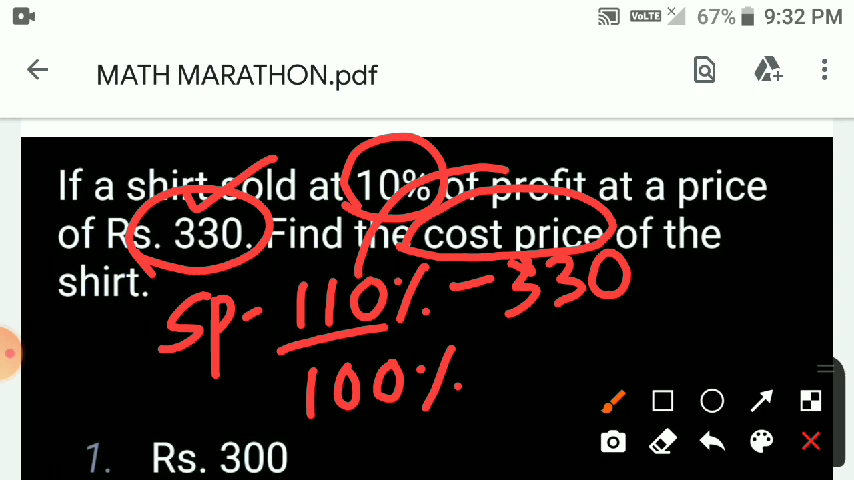 VoLTE 67% 9:32 PM
MATH MARATHON.pdf
If a shirt sold at 10% of profit at a price
of Rs. 330. Find the cost price of the
shirt.
SP- 110% - 330
100%
1. Rs. 300